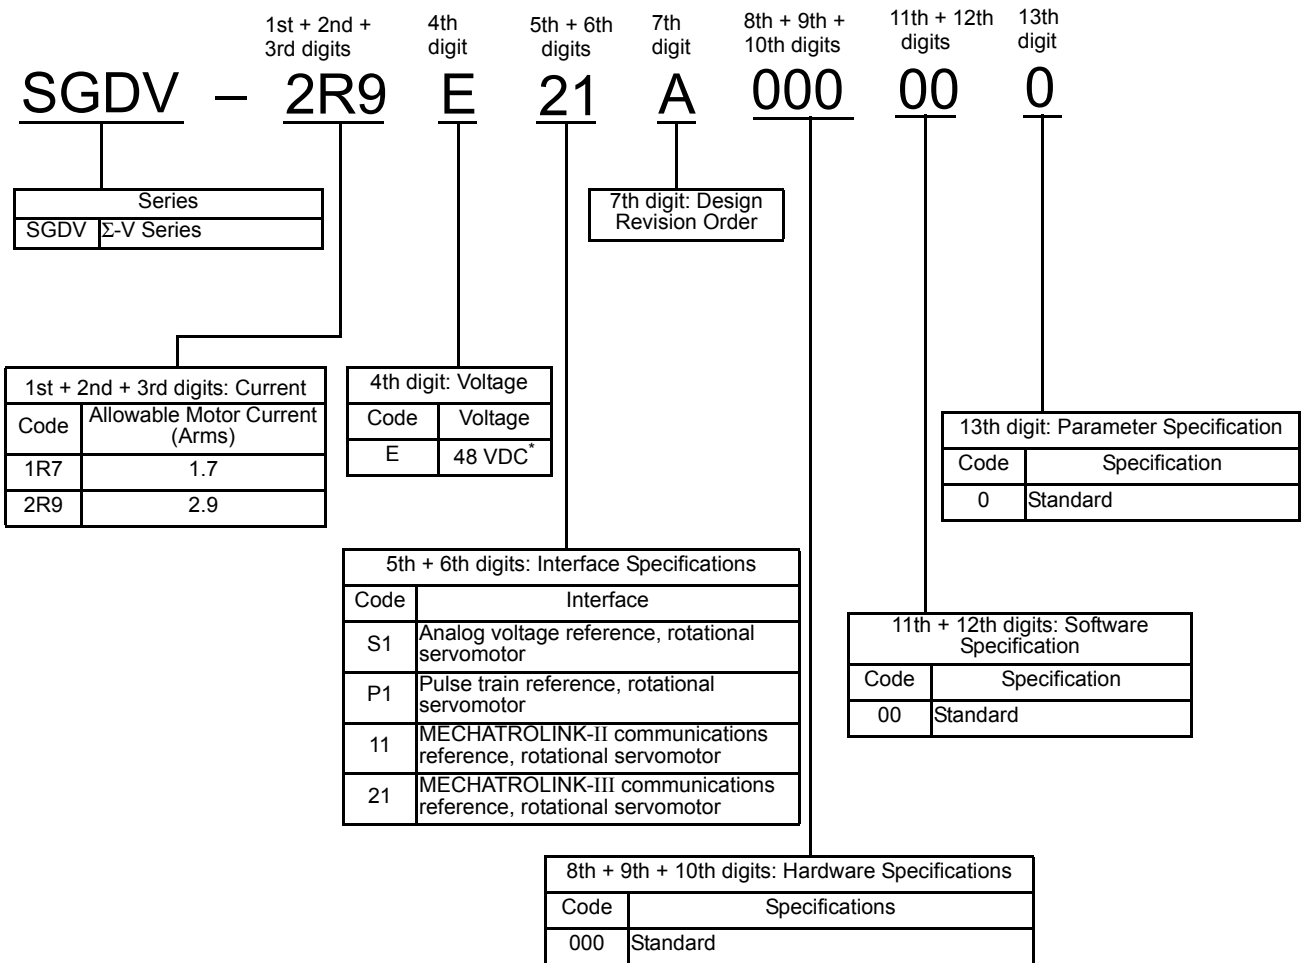 1st + 2nd +
3rd digits
4th
digit
5th + 6th
digits
7th
digit
8th + 9th +
10th digits
11th + 12th
digits
13th
digit
SGDV – 2R9 E 21 A 000 00 0
Series
SGDV Σ-V Series
7th digit: Design
Revision Order
1st + 2nd + 3rd digits: Current
Code Allowable Motor Current
(Arms)
1R7 1.7
2R9 2.9
4th digit: Voltage
Code Voltage
E 48 VDC*
13th digit: Parameter Specification
Code Specification
0 Standard
5th + 6th digits: Interface Specifications
Code Interface
S1 Analog voltage reference, rotational
servomotor
P1 Pulse train reference, rotational
servomotor
11 MECHATROLINK-II communications
reference, rotational servomotor
21 MECHATROLINK-III communications
reference, rotational servomotor
11th + 12th digits: Software
Specification
Code Specification
00 Standard
8th + 9th + 10th digits: Hardware Specifications
Code Specifications
000 Standard